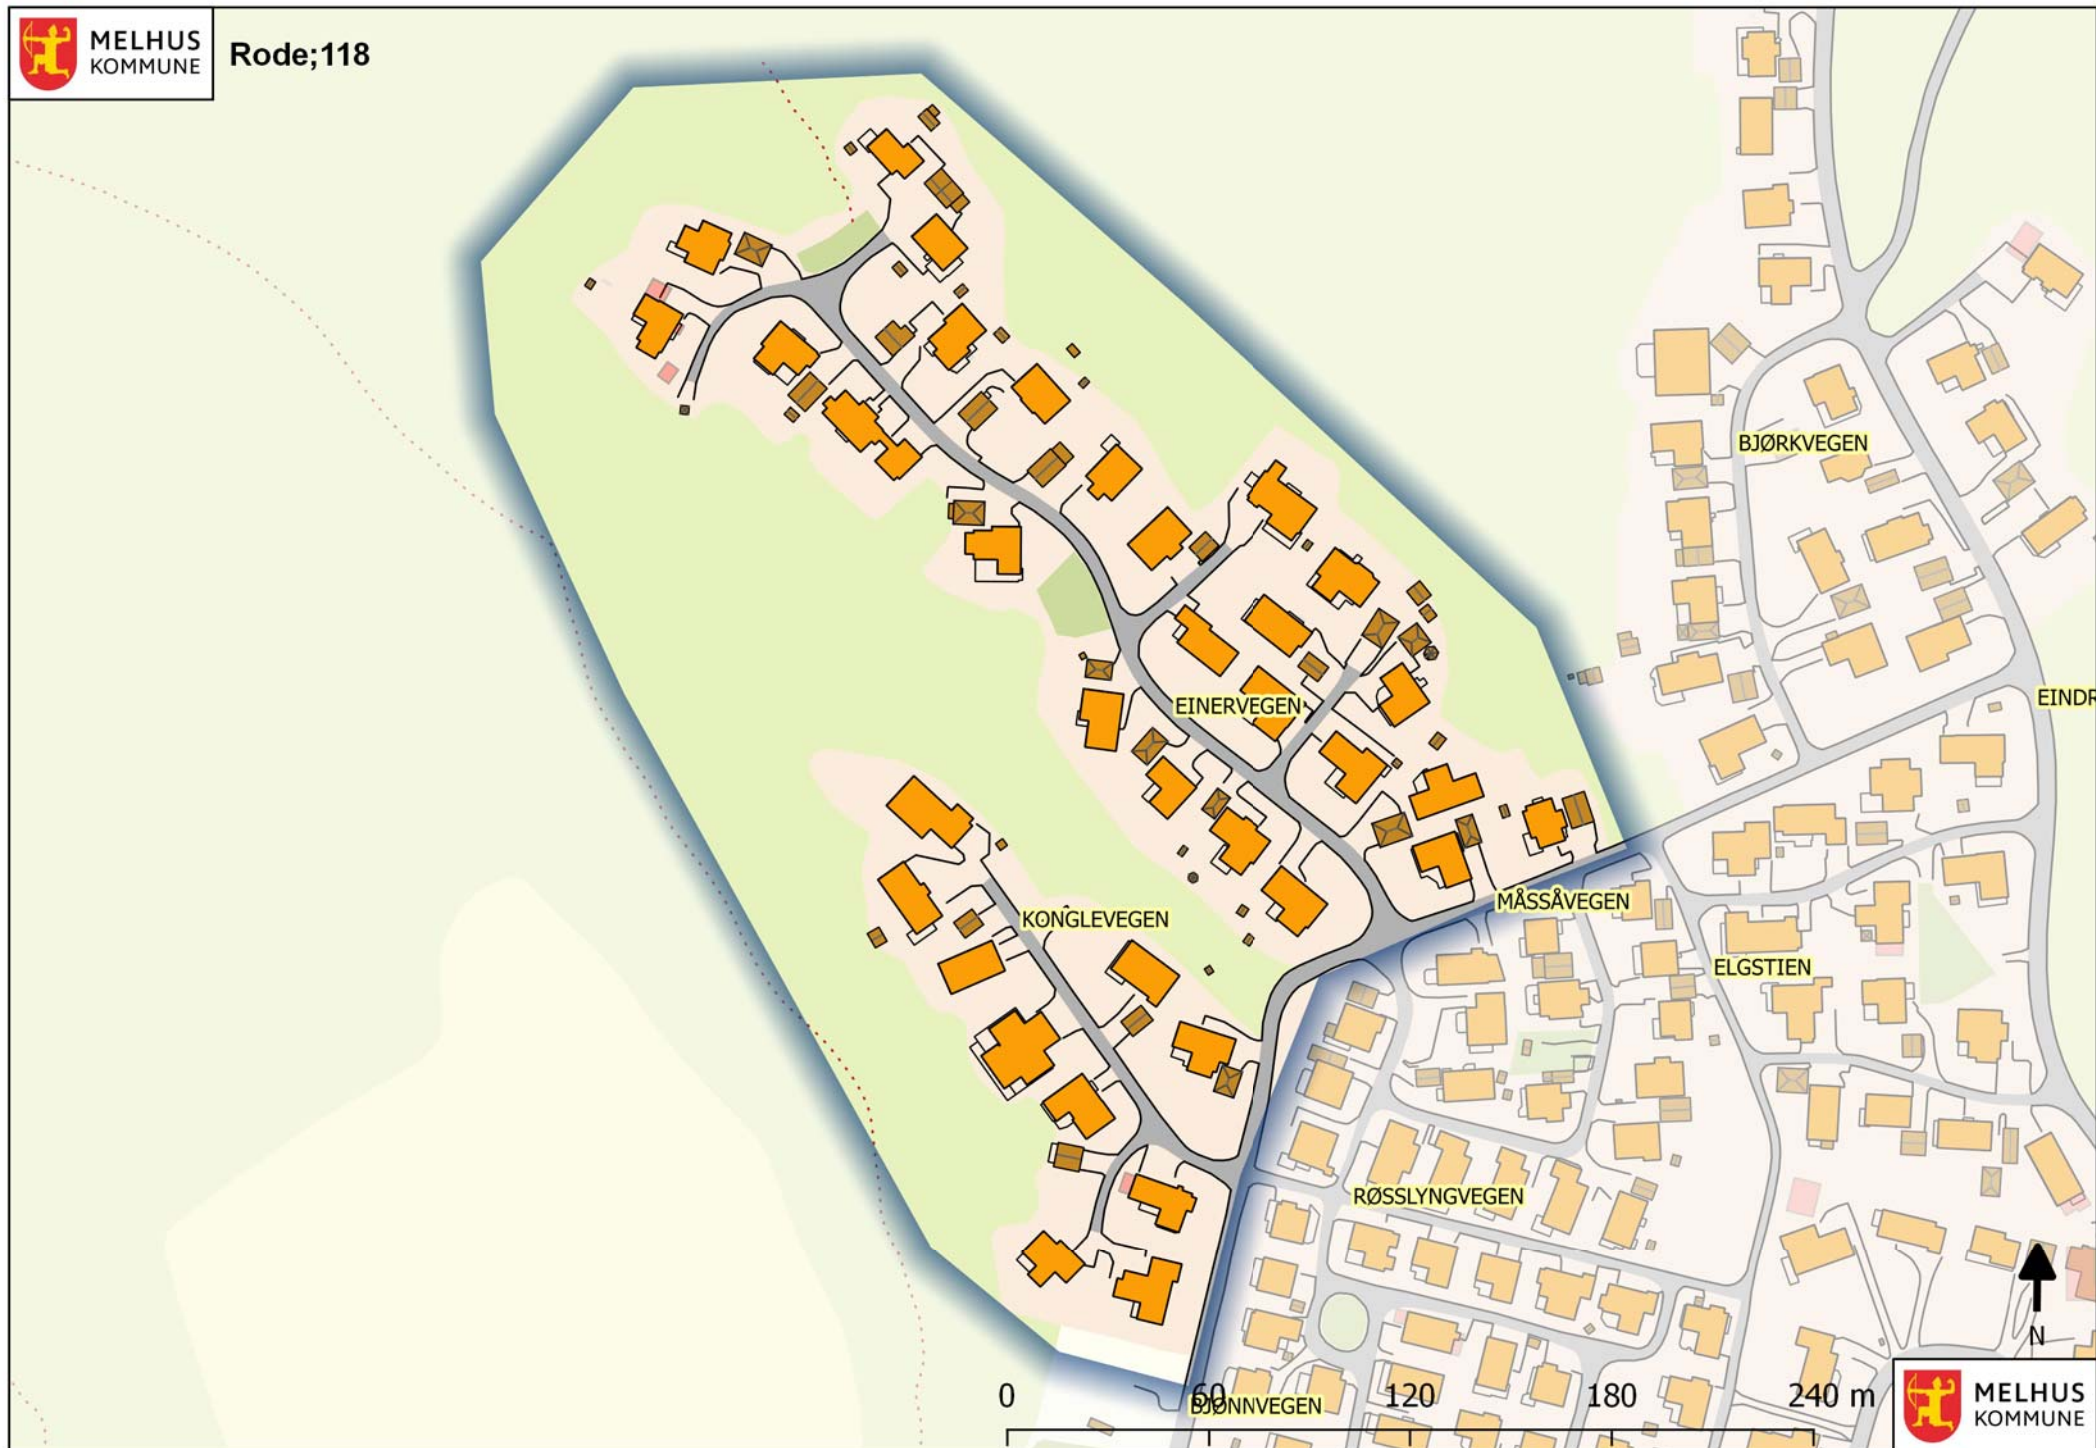 MELHUS
KOMMUNE
Rode;118
BJØRKVEGEN
EINERVEGEN
EINDR
MÅSSÅVEGEN
KONGLEVEGEN
ELGSTIEN
RØSSLYNGVEGEN
N
0 60 120 180 240 m
BJØNNVEGEN
MELHUS
KOMMUNE